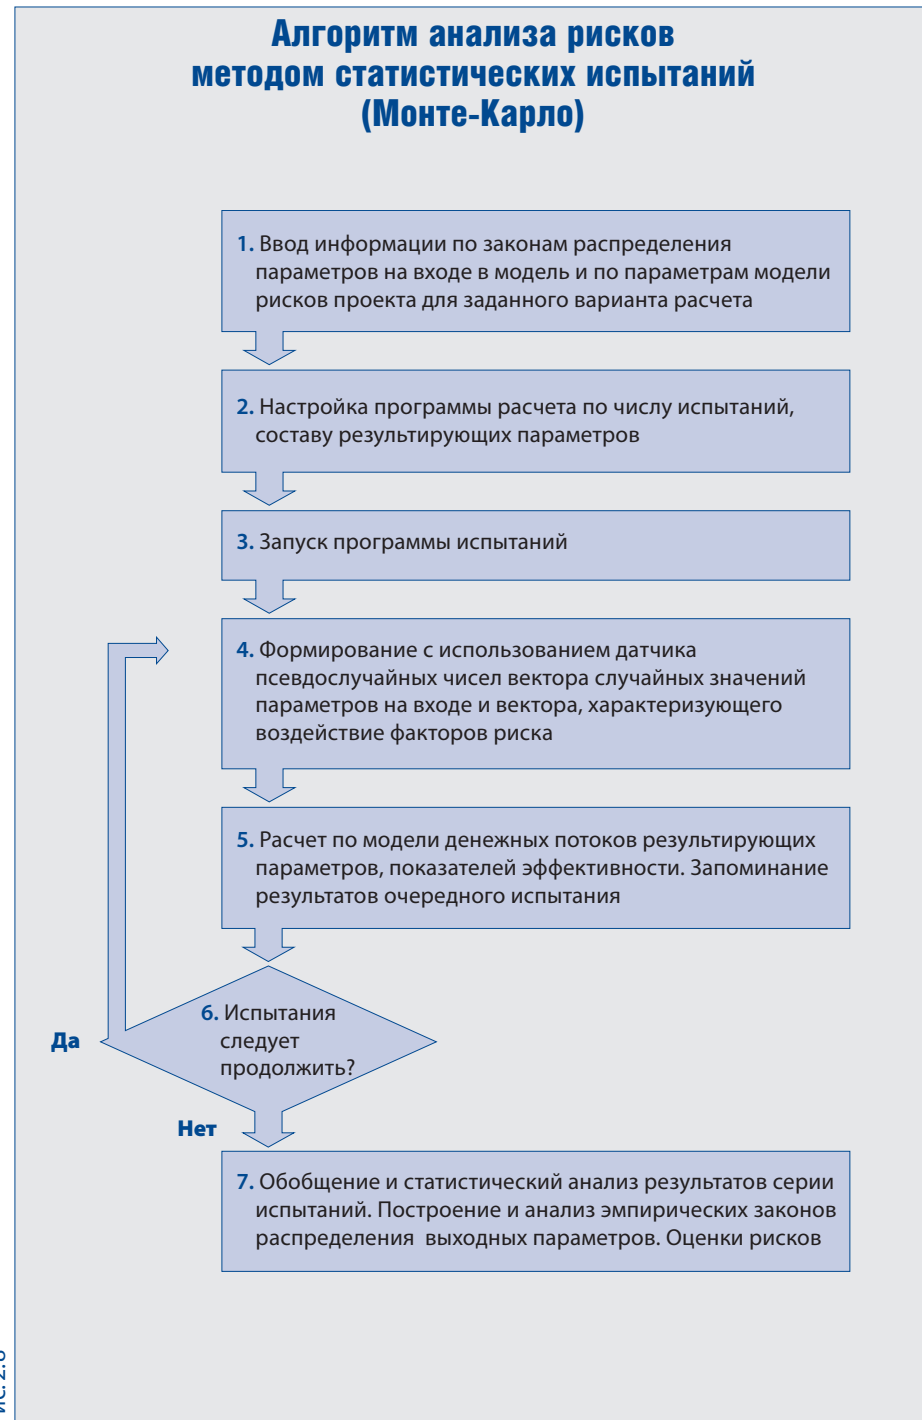 Алгоритм анализа рисков
методом статистических испытаний
(Монте-Карло)
1. Ввод информации по законам распределения
параметров на входе в модель и по параметрам модели
рисков проекта для заданного варианта расчета
2. Настройка программы расчета по числу испытаний,
составу результирующих параметров
3. Запуск программы испытаний
4. Формирование с использованием датчика
псевдослучайных чисел вектора случайных значений
параметров на входе и вектора, характеризующего
воздействие факторов риска
5. Расчет по модели денежных потоков результирующих
параметров, показателей эффективности. Запоминание
результатов очередного испытания
6. Испытания
следует
продолжить?
Да
Нет
7. Обобщение и статистический анализ результатов серии
испытаний. Построение и анализ эмпирических законов
распределения выходных параметров. Оценки рисков